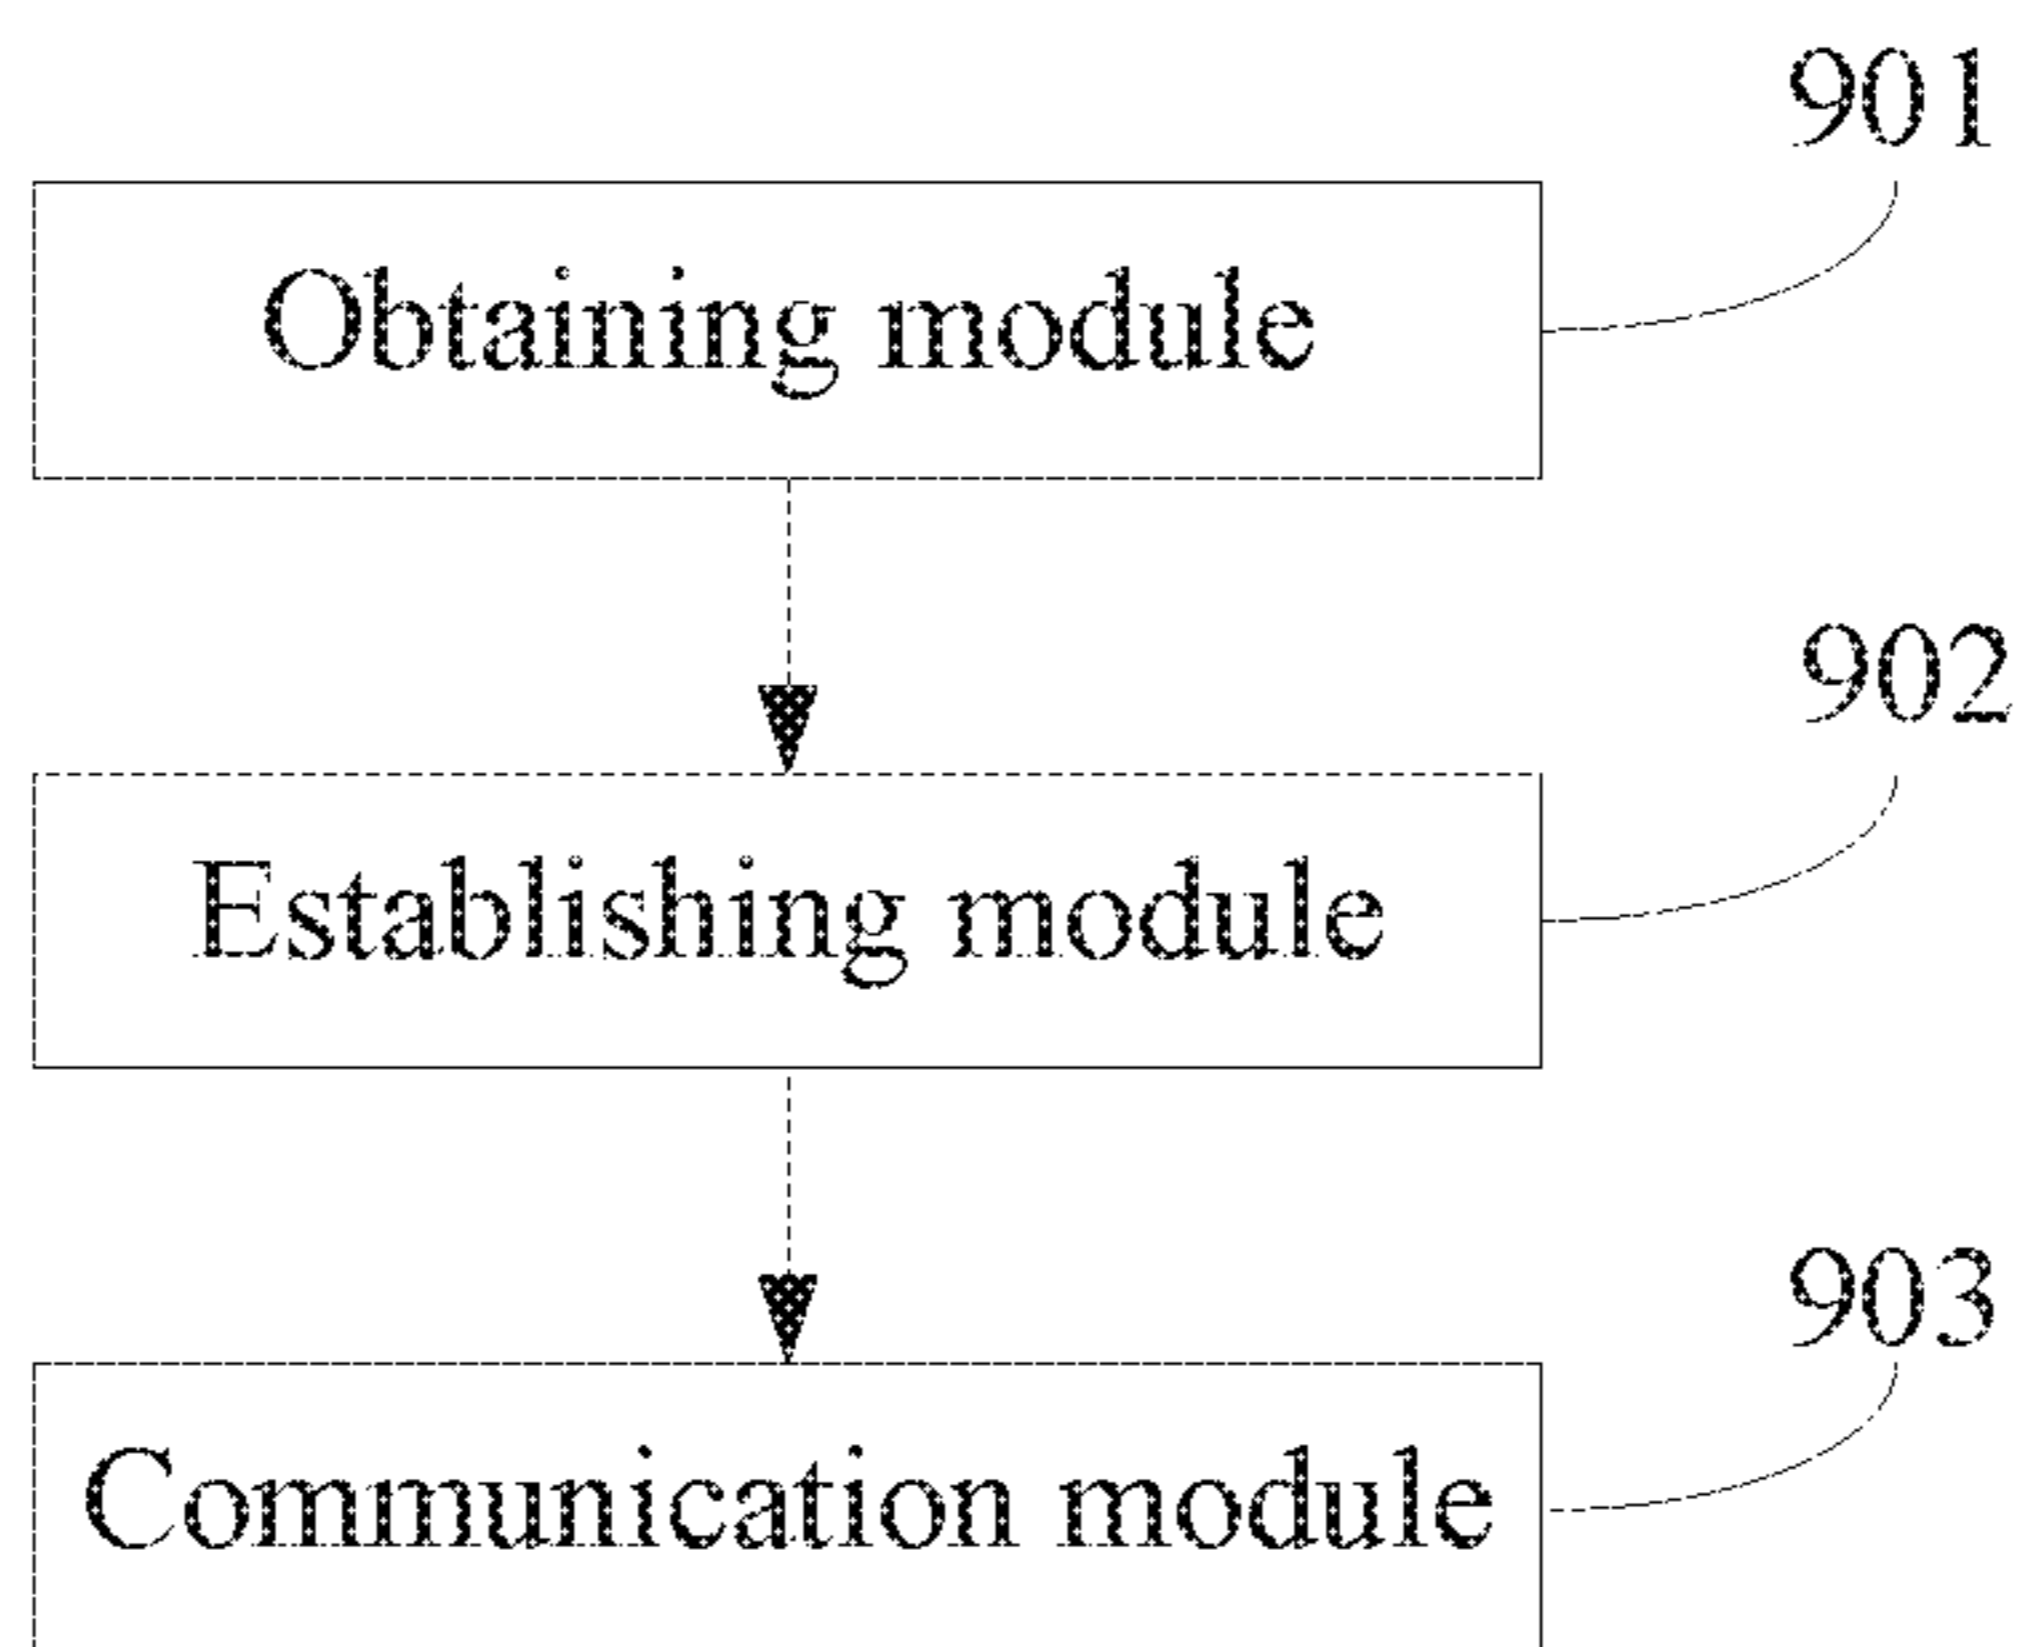 901
Obtaining module
902
Establishing module
903
Communication module